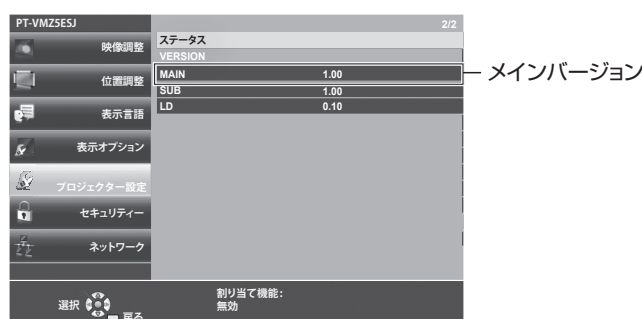 PT-VMZ5ESJ
2/2
映像調整
位置調整
表示言語
表示オプション
プロジェクター設定
セキュリティー
ネットワーク
ステータス
VERSION
MAIN 1.00
SUB 1.00
LD 0.10
メインバージョン
選択
戻る
割り当て機能：
無効